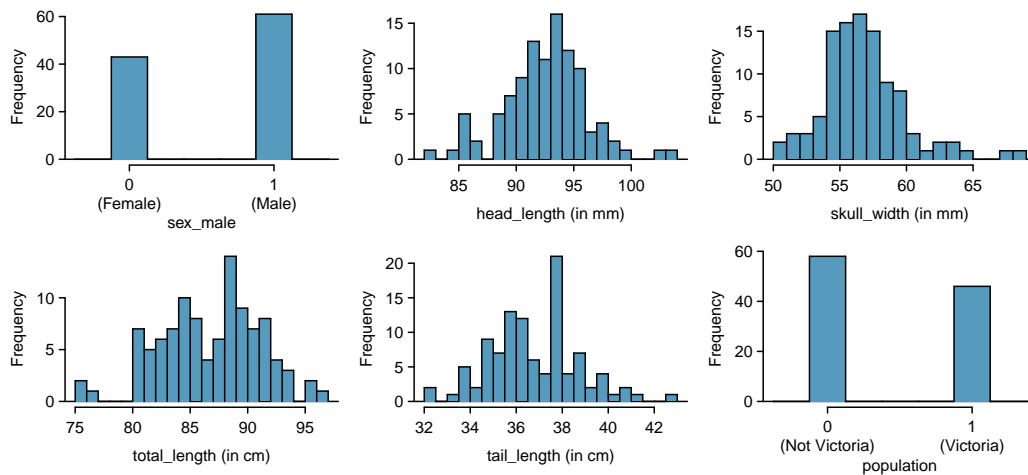 Frequency
60
40
20
0
0
1
(Female)
(Male)
sex_male
Frequency
15
10
5
0
85
90
95
100
head_length (in mm)
Frequency
15
10
5
0
50
55
60
65
skull_width (in mm)
Frequency
10
5
0
75
80
85
90
95
total_length (in cm)
Frequency
20
15
10
5
0
32
34
36
38
40
42
tail_length (in cm)
Frequency
60
40
20
0
0
1
(Not Victoria)
(Victoria)
population